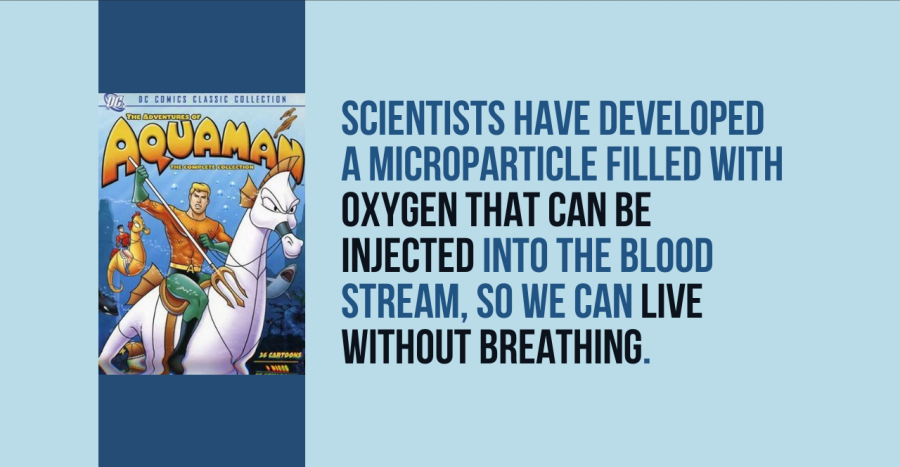 DC
DC COMICS CLASSIC COLLECTION
THE ADVENTURES OF
AQUAMAN
THE COMPLETE COLLECTION
A
36 CARTOONS
SCIENTISTS HAVE DEVELOPED
A MICROPARTICLE FILLED WITH
OXYGEN THAT CAN BE
INJECTED INTO THE BLOOD
STREAM, SO WE CAN LIVE
WITHOUT BREATHING.